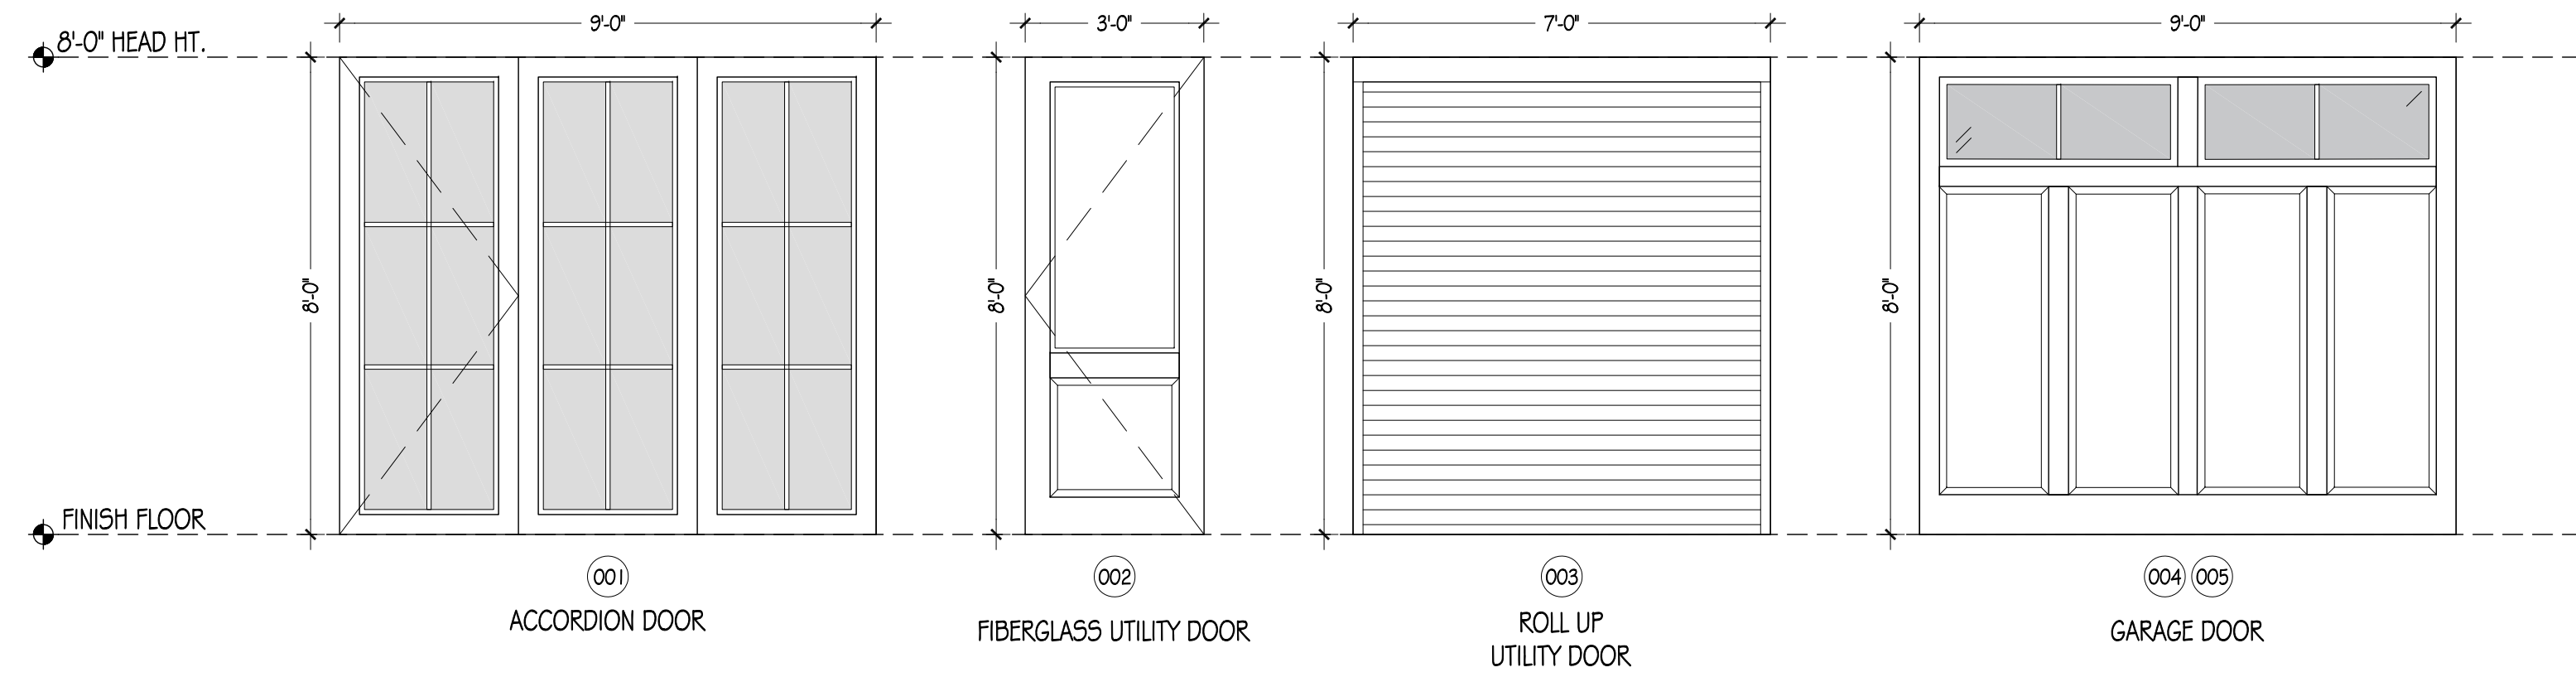 9'-0"
3'-0"
7'-0"
9'-0"
8'-0" HEAD HT.
8'-0"
8'-0"
8'-0"
8'-0"
FINISH FLOOR
001
002
003
004 005
ACCORDION DOOR
FIBERGLASS UTILITY DOOR
ROLL UP
UTILITY DOOR
GARAGE DOOR